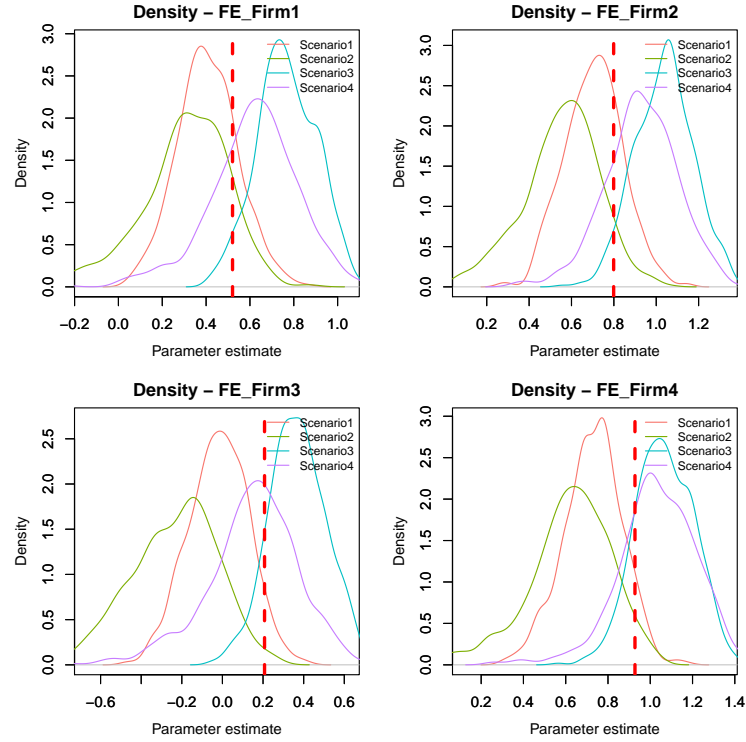 Density – FE_Firm1
Density
3.0
2.5
2.0
1.5
1.0
0.5
0.0
Scenario1
Scenario2
Scenario3
Scenario4
−0.2 0.0 0.2 0.4 0.6 0.8 1.0
Parameter estimate
Density – FE_Firm2
Density
3.0
2.5
2.0
1.5
1.0
0.5
0.0
Scenario1
Scenario2
Scenario3
Scenario4
0.2 0.4 0.6 0.8 1.0 1.2
Parameter estimate
Density – FE_Firm3
Density
2.5
2.0
1.5
1.0
0.5
0.0
Scenario1
Scenario2
Scenario3
Scenario4
−0.6 −0.4 −0.2 0.0 0.2 0.4 0.6
Parameter estimate
Density – FE_Firm4
Density
3.0
2.5
2.0
1.5
1.0
0.5
0.0
Scenario1
Scenario2
Scenario3
Scenario4
0.2 0.4 0.6 0.8 1.0 1.2 1.4
Parameter estimate